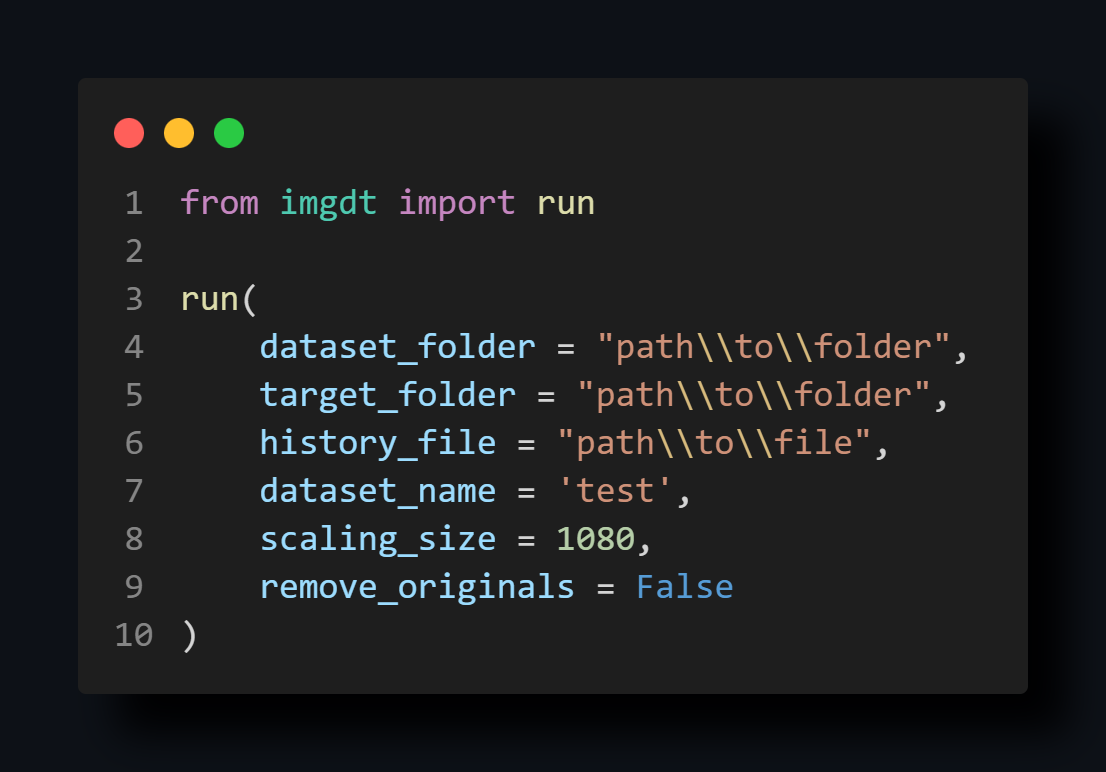 1 from imgdt import run
2
3 run(
4     dataset_folder = "path\\to\\folder",
5     target_folder = "path\\to\\folder",
6     history_file = "path\\to\\file",
7     dataset_name = 'test',
8     scaling_size = 1080,
9     remove_originals = False
10 )